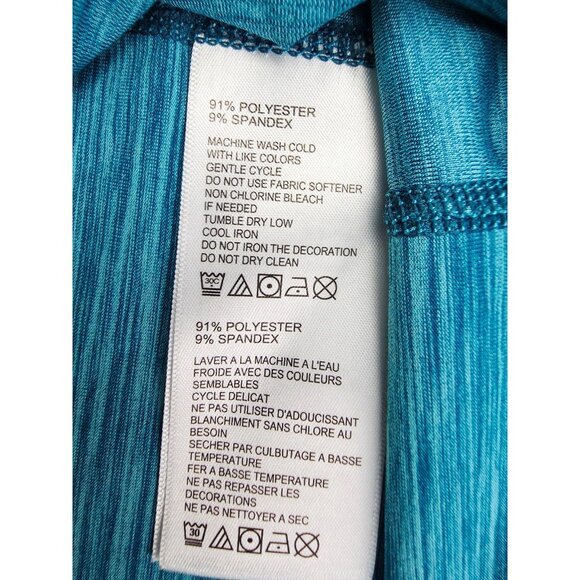 91% POLYESTER
9% SPANDEX
MACHINE WASH COLD
WITH LIKE COLORS
GENTLE CYCLE
DO NOT USE FABRIC SOFTENER
NON CHLORINE BLEACH
IF NEEDED
TUMBLE DRY LOW
COOL IRON
DO NOT IRON THE DECORATION
DO NOT DRY CLEAN
30C
91% POLYESTER
9% SPANDEX
LAVER A LA MACHINE A L'EAU
FROIDE AVEC DES COULEURS
SEMBLABLES
CYCLE DELICAT
NE PAS UTILISER D'ADOUCISSANT
BLANCHIMENT SANS CHLORE AU
BESOIN
SECHER PAR CULBUTAGE A BASSE
TEMPERATURE
FER A BASSE TEMPERATURE
NE PAS REPASSER LES
DECORATIONS
NE PAS NETTOYER A SEC
30